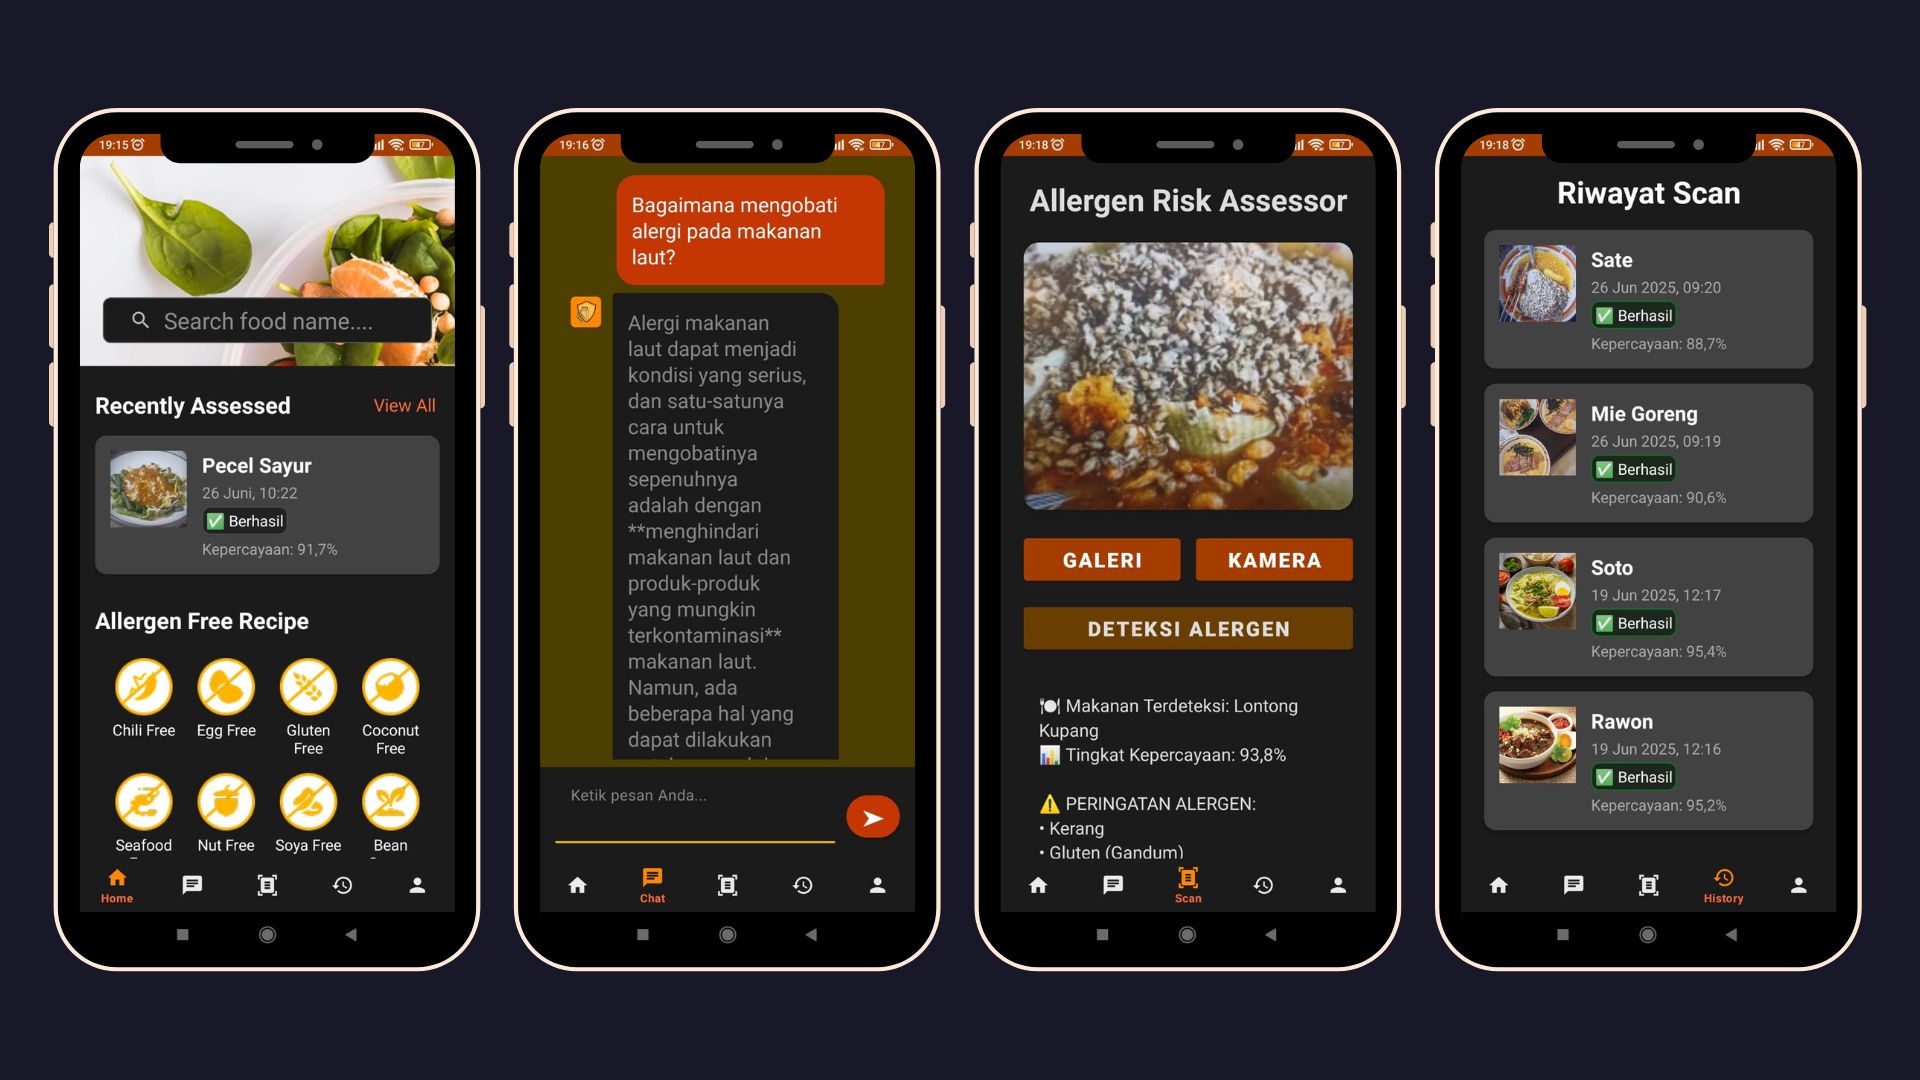 19:15
47
Search food name....
Recently Assessed
View All
Pecel Sayur
26 Juni, 10:22
✅ Berhasil
Kepercayaan: 91,7%
Allergen Free Recipe
Chili Free
Egg Free
Gluten
Free
Coconut
Free
Seafood
Nut Free
Soya Free
Bean
Home
19:16
47
Bagaimana mengobati
alergi pada makanan
laut?
Alergi makanan
laut dapat menjadi
kondisi yang serius,
dan satu-satunya
cara untuk
mengobatinya
sepenuhnya
adalah dengan
**menghindari
makanan laut dan
produk-produk
yang mungkin
terkontaminasi**
makanan laut.
Namun, ada
beberapa hal yang
dapat dilakukan
Ketik pesan Anda...
Chat
19:18
47
Allergen Risk Assessor
GALERI
KAMERA
DETEKSI ALERGEN
🍽 Makanan Terdeteksi: Lontong
Kupang
📊 Tingkat Kepercayaan: 93,8%
⚠️ PERINGATAN ALERGEN:
• Kerang
• Gluten (Gandum)
Scan
19:18
47
Riwayat Scan
Sate
26 Jun 2025, 09:20
✅ Berhasil
Kepercayaan: 88,7%
Mie Goreng
26 Jun 2025, 09:19
✅ Berhasil
Kepercayaan: 90,6%
Soto
19 Jun 2025, 12:17
✅ Berhasil
Kepercayaan: 95,4%
Rawon
19 Jun 2025, 12:16
✅ Berhasil
Kepercayaan: 95,2%
History